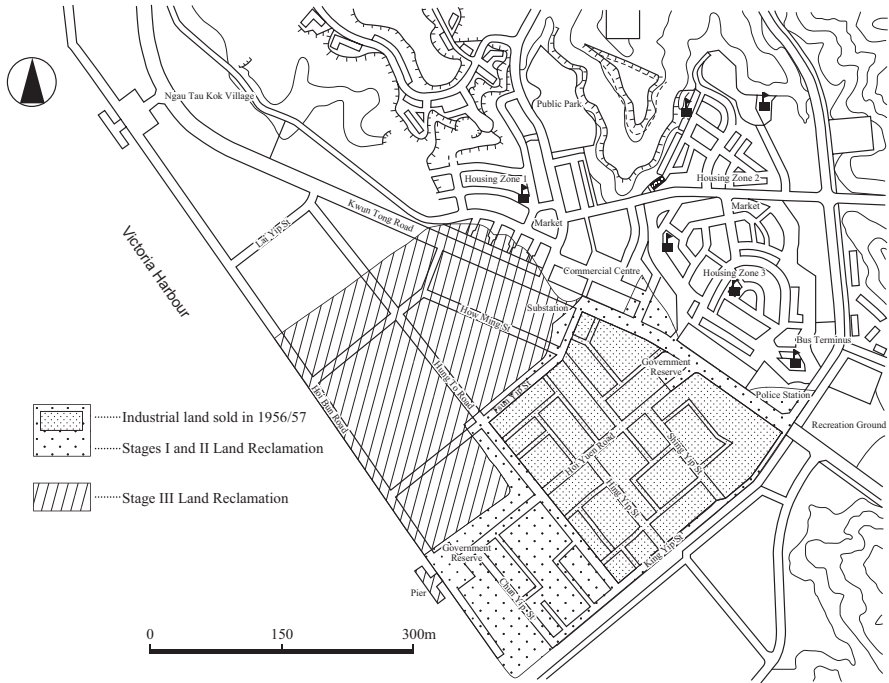 Ngau Tau Kok Village
Public Park
Housing Zone 1
Housing Zone 2
Kwun Tong Road
Market
Market
Lai Yip St
Victoria Harbour
Commercial Centre
Housing Zone 3
How Ming St
Substation
Bus Terminus
Government
Reserve
Hung To Road
Hoi Bun Road
Police Station
Recreation Ground
Industrial land sold in 1956/57
Stages I and II Land Reclamation
Stage III Land Reclamation
Hoi Yuen Road
Shing Yip St
Hing Yip St
King Yip St
Government
Reserve
Chun Yip St
Pier
0 150 300m